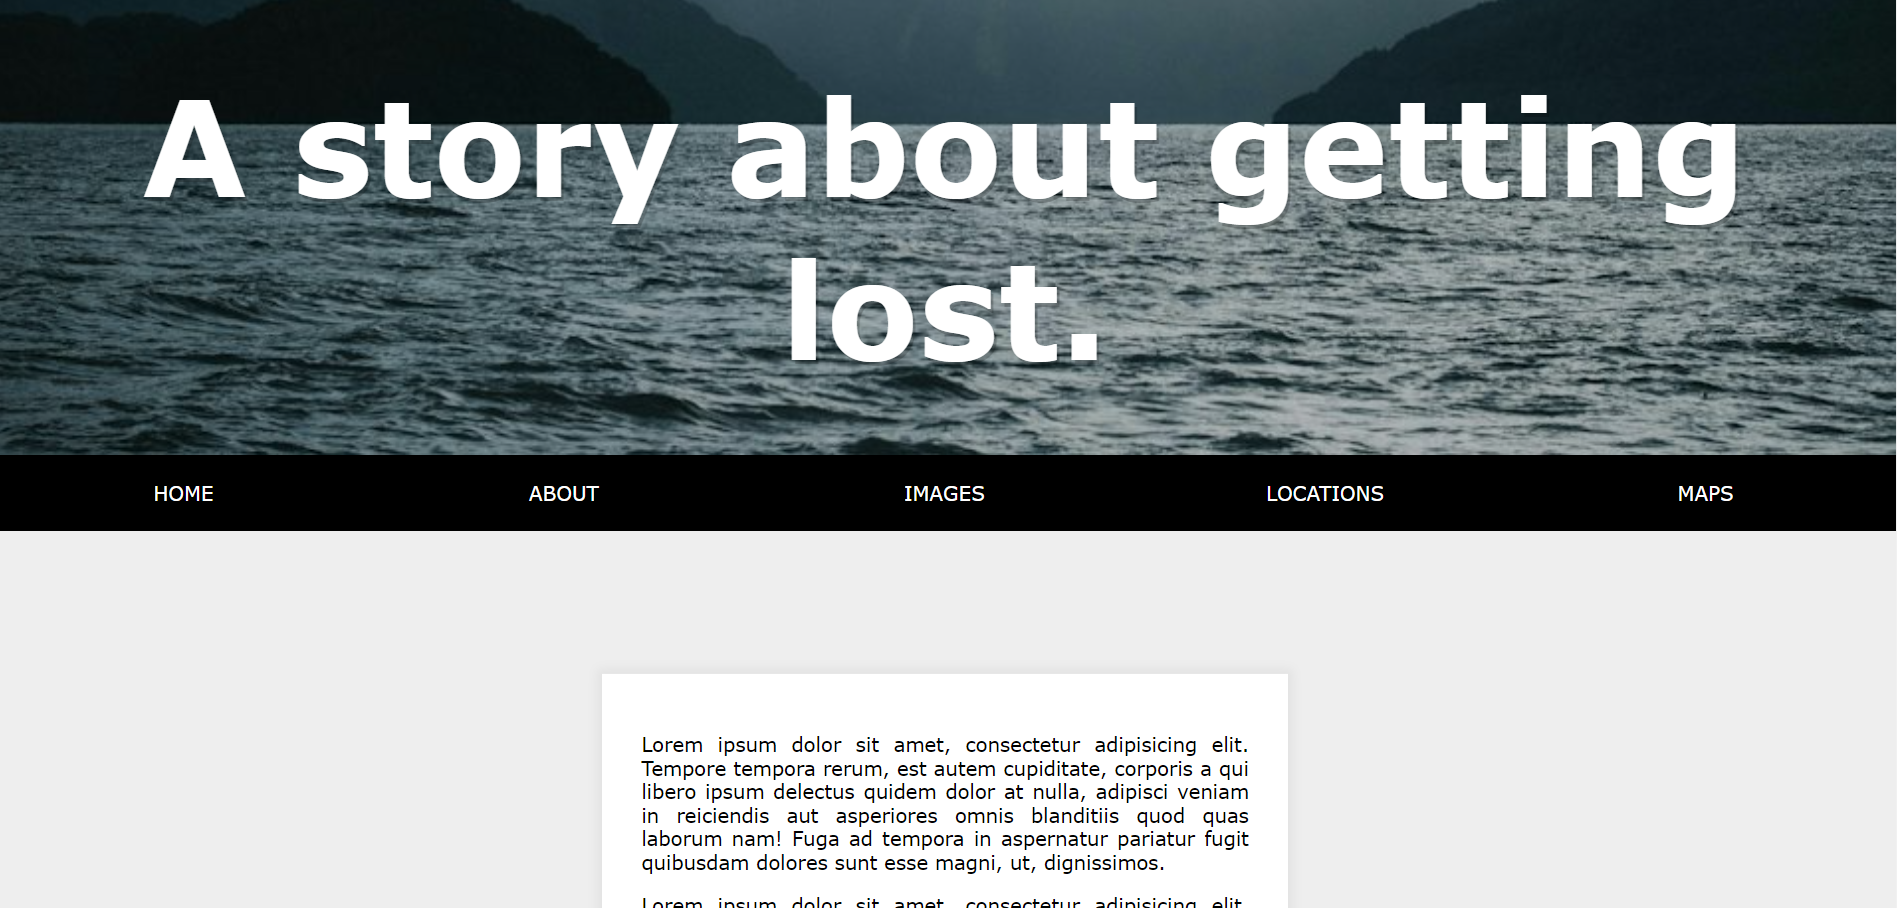 A story about getting
lost.
HOME ABOUT IMAGES LOCATIONS MAPS
Lorem ipsum dolor sit amet, consectetur adipisicing elit.
Tempore tempora rerum, est autem cupiditate, corporis a qui
libero ipsum delectus quidem dolor at nulla, adipisci veniam
in reiciendis aut asperiores omnis blanditiis quod quas
laborum nam! Fuga ad tempora in aspernatur pariatur fugit
quibusdam dolores sunt esse magni, ut, dignissimos.
Lorem ipsum dolor sit amet, consectetur adipisicing elit.